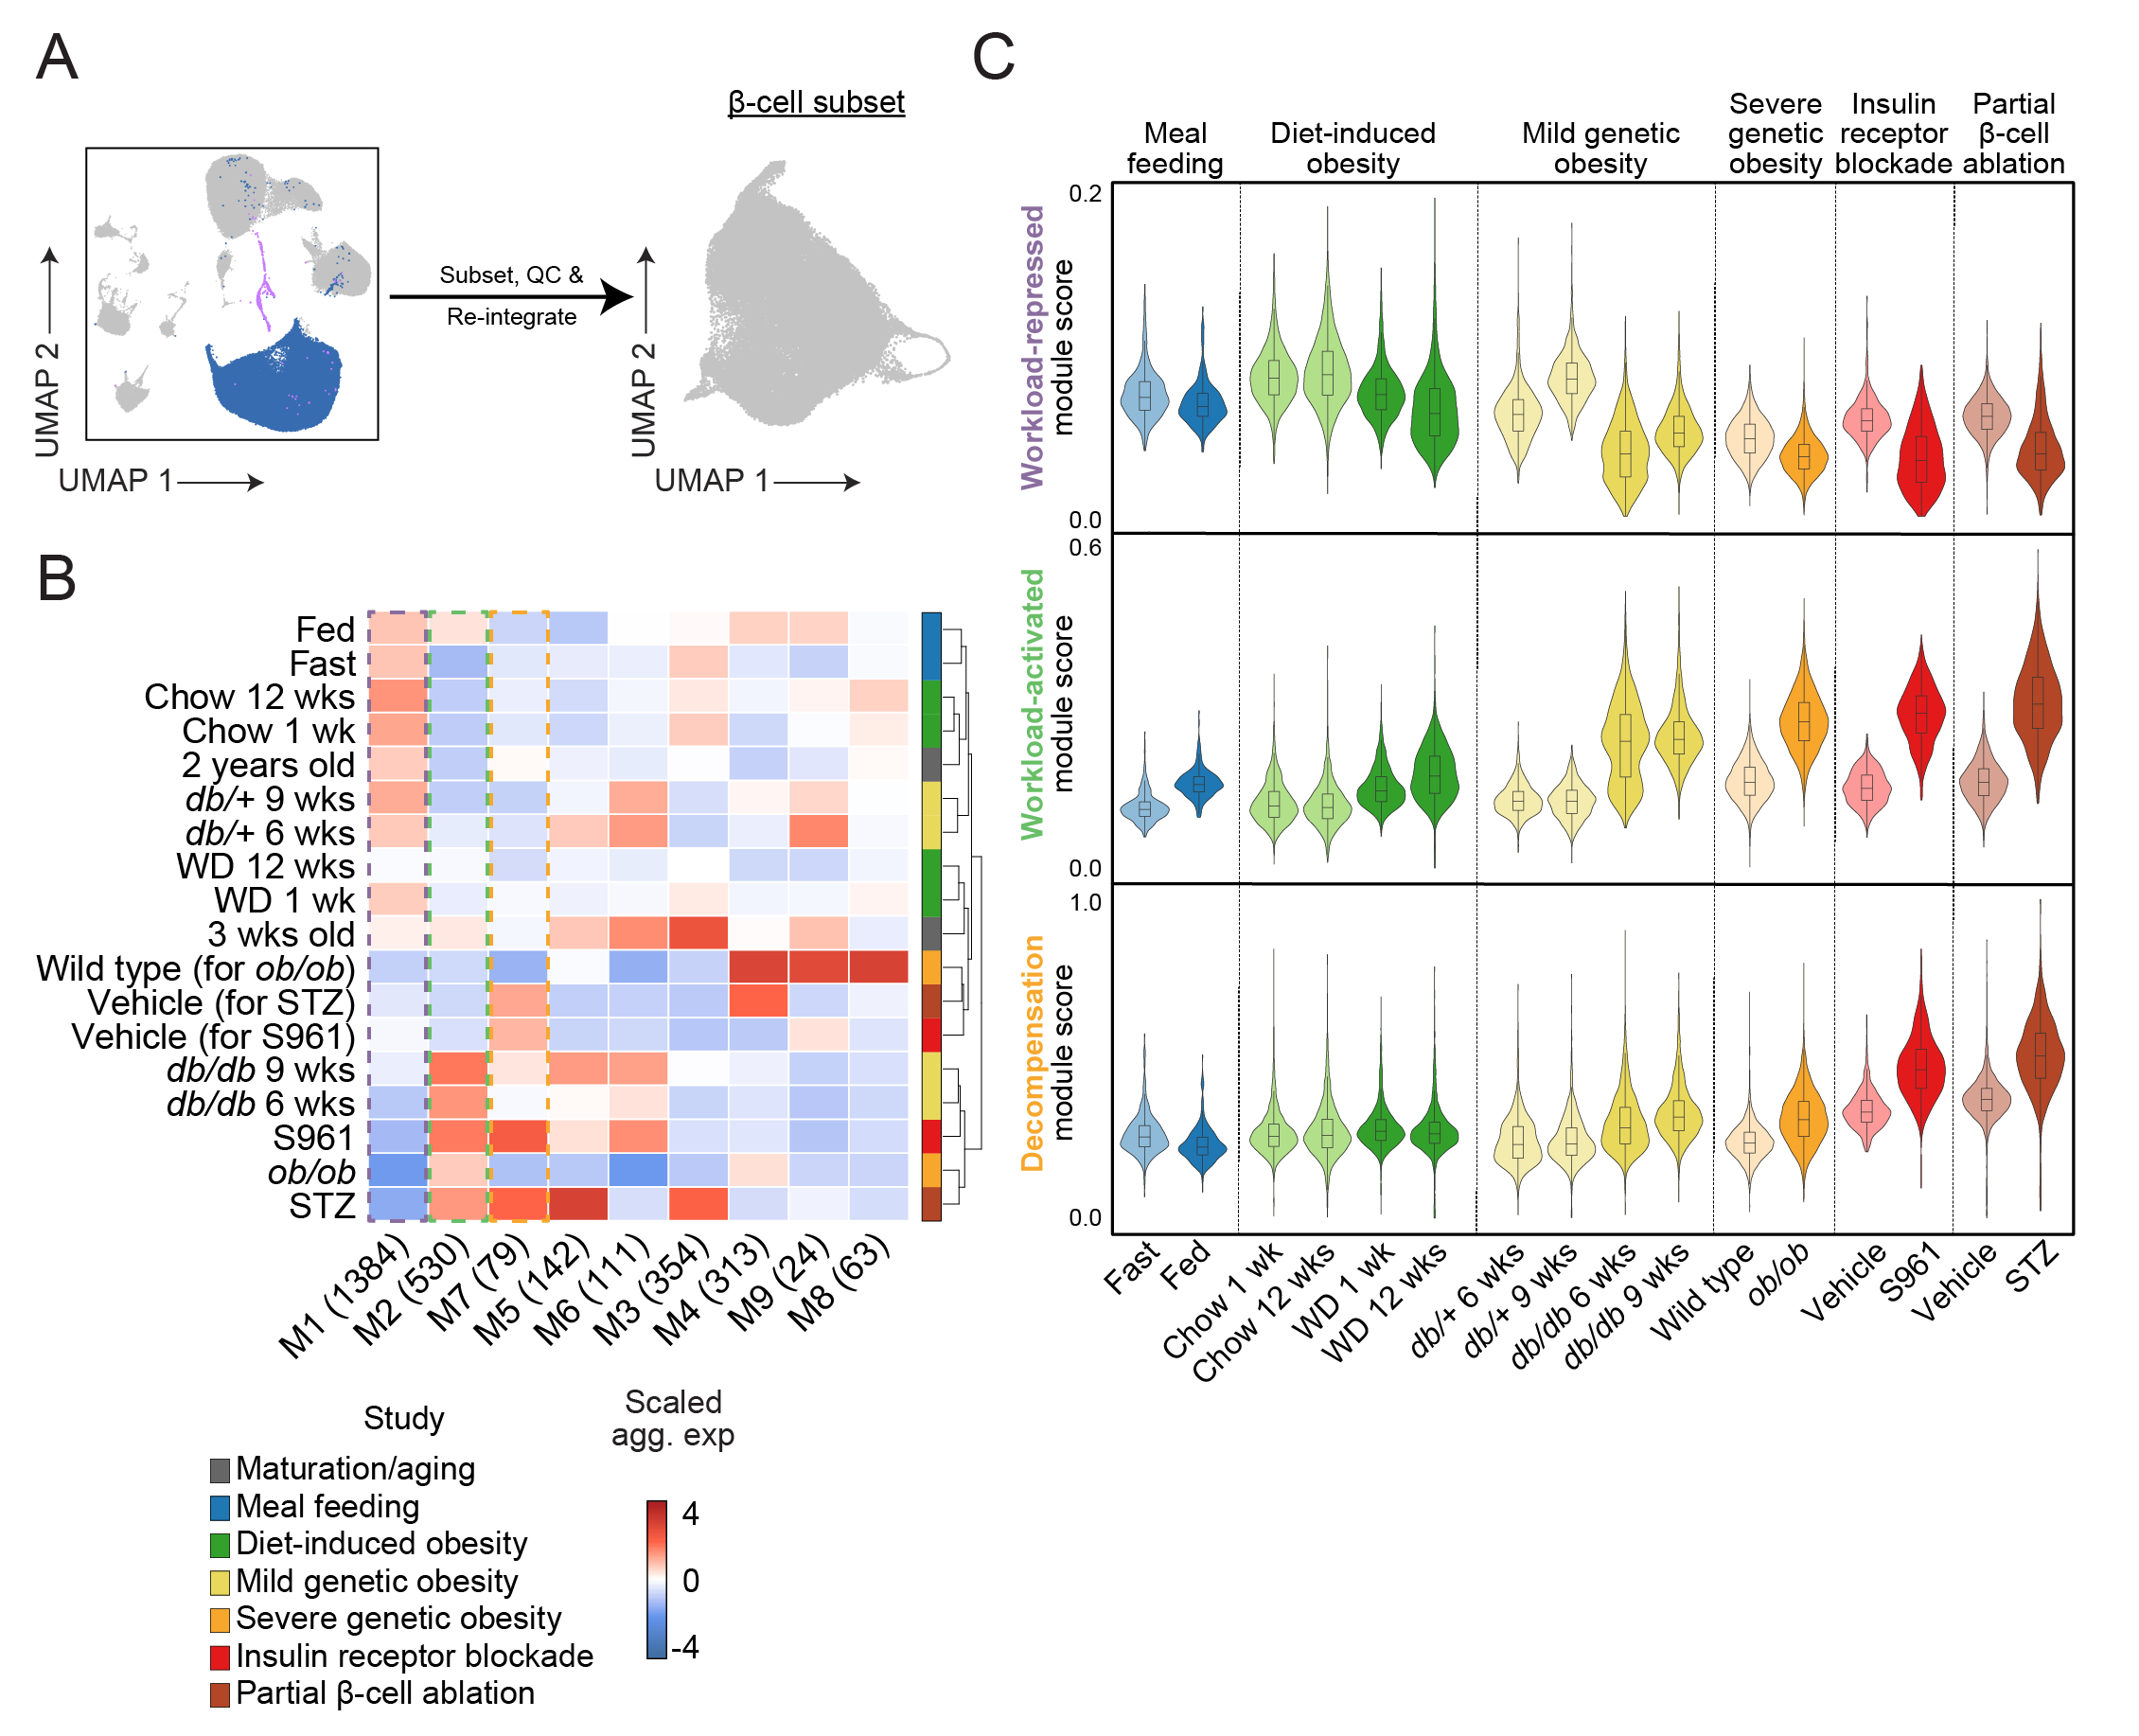 A
β-cell subset
Subset, QC &
Re-integrate
UMAP 2
UMAP 1
UMAP 2
UMAP 1
B
Fed
Fast
Chow 12 wks
Chow 1 wk
2 years old
db/+ 9 wks
db/+ 6 wks
WD 12 wks
WD 1 wk
3 wks old
Wild type (for ob/ob)
Vehicle (for STZ)
Vehicle (for S961)
db/db 9 wks
db/db 6 wks
S961
ob/ob
STZ
M1 (1384)
M2 (530)
M7 (79)
M5 (142)
M6 (111)
M3 (354)
M4 (313)
M9 (24)
M8 (63)
Study
Maturation/aging
Meal feeding
Diet-induced obesity
Mild genetic obesity
Severe genetic obesity
Insulin receptor blockade
Partial β-cell ablation
Scaled
agg. exp
4
0
-4
C
Meal
feeding
Diet-induced
obesity
Mild genetic
obesity
Severe
genetic
obesity
Insulin
receptor
blockade
Partial
β-cell
ablation
Workload-repressed
module score
0.2
0.0
Workload-activated
module score
0.6
0.0
Decompensation
module score
1.0
0.0
Fast
Fed
Chow 1 wk
Chow 12 wks
WD 1 wk
WD 12 wks
db/+ 6 wks
db/+ 9 wks
db/db 6 wks
db/db 9 wks
Wild type
ob/ob
Vehicle
S961
Vehicle
STZ